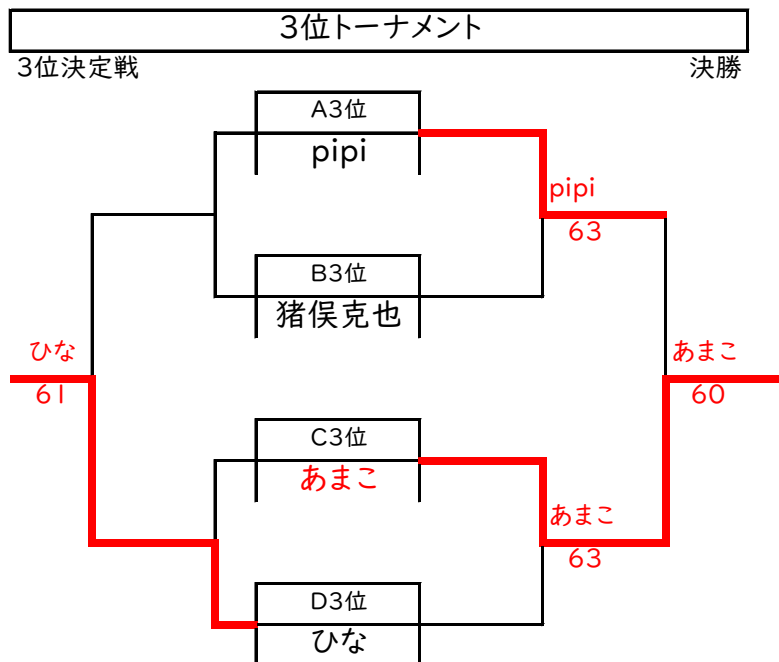 3位トーナメント
3位決定戦
決勝
A3位
pipi
pipi
63
B3位
猪俣克也
ひな
61
あまこ
60
C3位
あまこ
あまこ
63
D3位
ひな